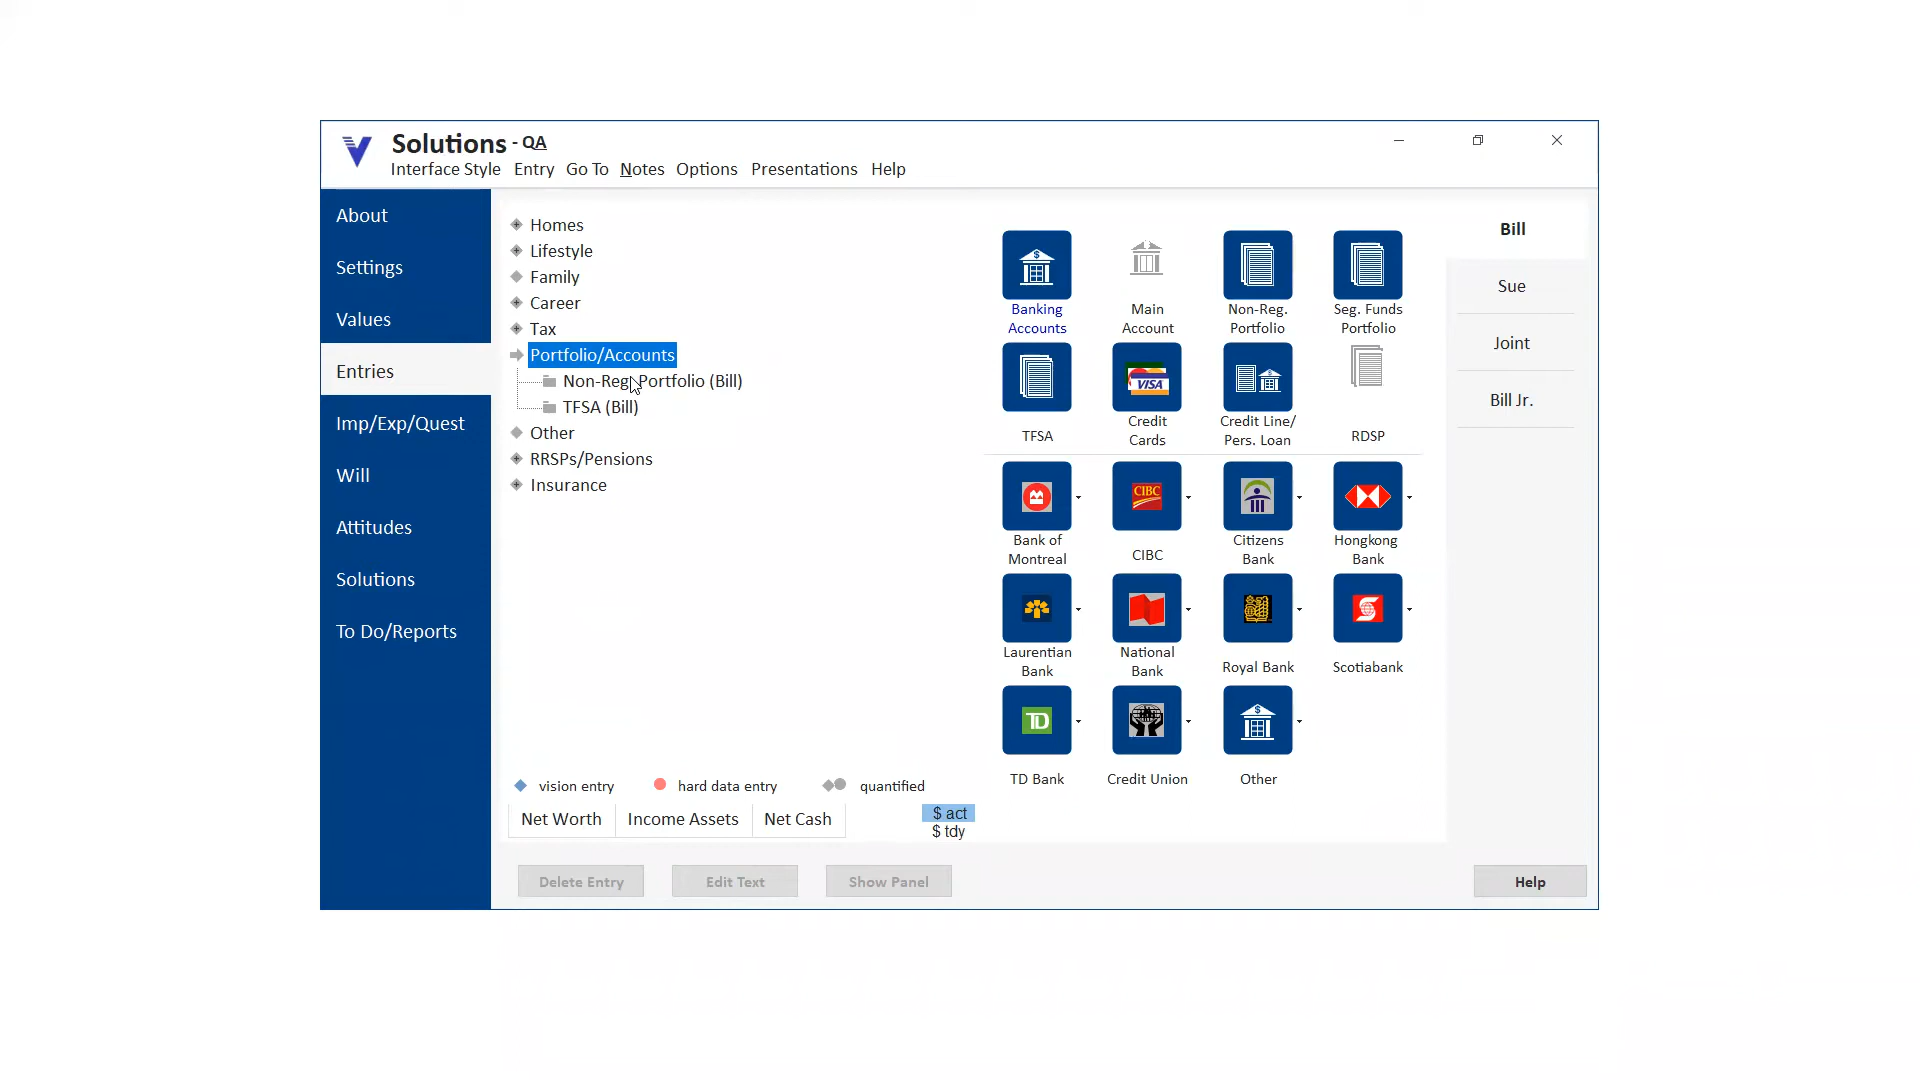 Solutions - QA
Interface Style Entry Go To Notes Options Presentations Help
About
Settings
Values
Entries
Imp/Exp/Quest
Will
Attitudes
Solutions
To Do/Reports
Homes
Lifestyle
Family
Career
Tax
Portfolio/Accounts
Non-Reg. Portfolio (Bill)
TFSA (Bill)
Other
RRSPs/Pensions
Insurance
vision entry
hard data entry
quantified
Net Worth
Income Assets
Net Cash
$ act
$ tdy
Delete Entry
Edit Text
Show Panel
Banking
Accounts
Main
Account
Non-Reg.
Portfolio
Seg. Funds
Portfolio
TFSA
VISA
Credit
Cards
Credit Line/
Pers. Loan
RDSP
Bank of
Montreal
CIBC
CIBC
Citizens
Bank
Hongkong
Bank
Laurentian
Bank
National
Bank
Royal Bank
Scotiabank
TD
TD Bank
Credit Union
Other
Bill
Sue
Joint
Bill Jr.
Help